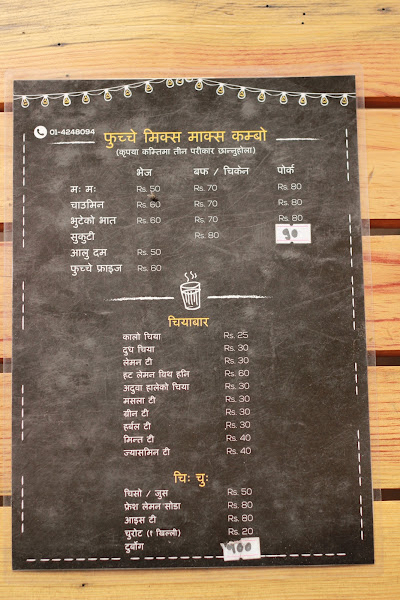 01-4248094
फुच्चे मिक्स माक्स कम्बो
(कृपया कम्तिमा तीन परीकार छान्नुहोला)
भेज बफ / चिकेन पोर्क
मः मः Rs. 50 Rs. 70 Rs. 80
चाउमिन Rs. 60 Rs. 70 Rs. 80
भुटेको भात Rs. 60 Rs. 70 Rs. 80
सुकुटी Rs. 80 ९०
आलु दम Rs. 50
फुच्चे फ्राइज Rs. 60
चियाबार
कालो चिया Rs. 25
दुध चिया Rs. 30
लेमन टी Rs. 30
हट लेमन विथ हनि Rs. 60
अदुवा हालेको चिया Rs. 30
मसला टी Rs. 30
ग्रीन टी Rs. 30
हर्बल टी Rs. 30
मिन्ट टी Rs. 40
ज्यासमिन टी Rs. 40
चिः चुः
चिसो / जुस Rs. 50
फ्रेश लेमन सोडा Rs. 80
आइस टी Rs. 80
चुरोट (१ खिल्ली) Rs. 20
टुबोर्ग